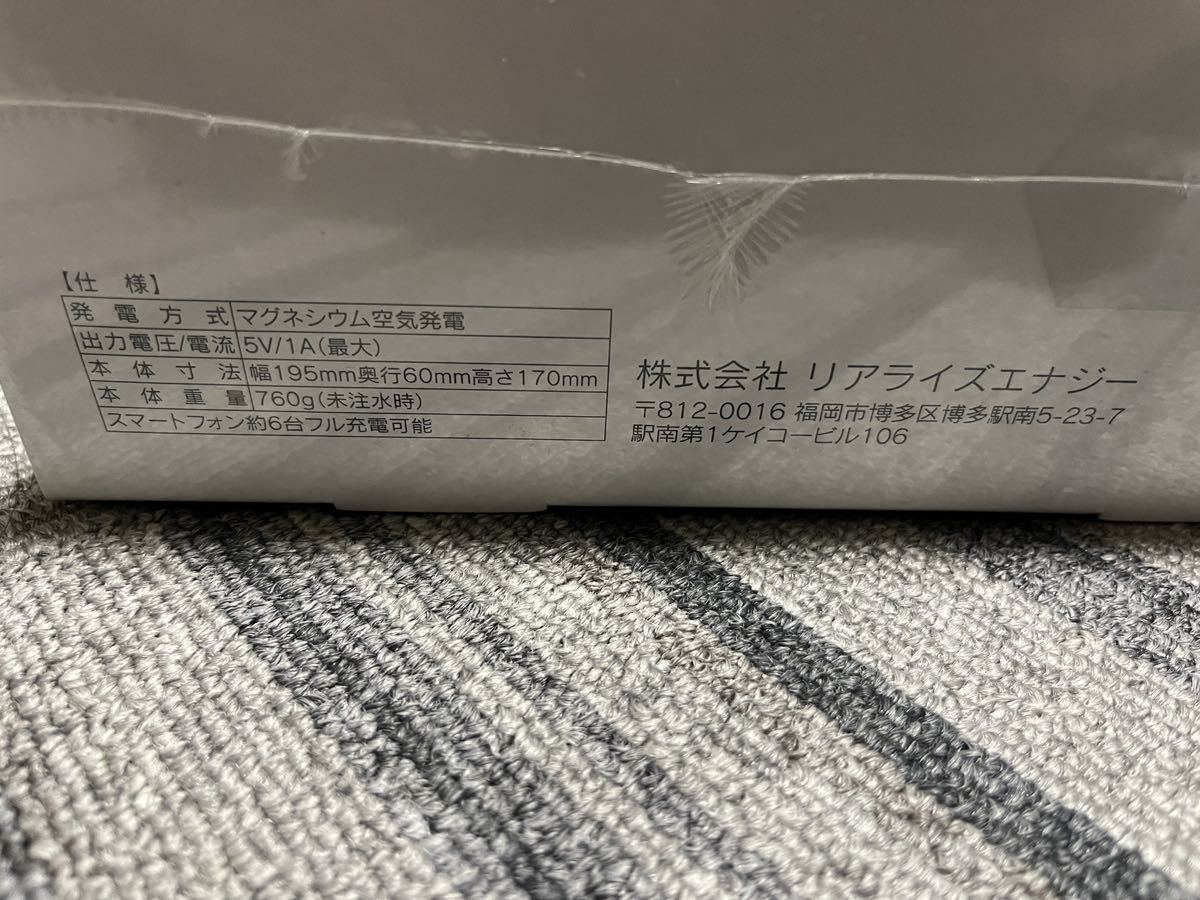 【仕 様】
発電方式 マグネシウム空気発電
出力電圧/電流 5V/1A(最大)
本体寸法 幅195mm奥行60mm高さ170mm
本体重量 760g(未注水時)
スマートフォン約6台フル充電可能
株式会社 リアライズエナジー
〒812-0016 福岡市博多区博多駅南5-23-7
駅南第1ケイコービル106